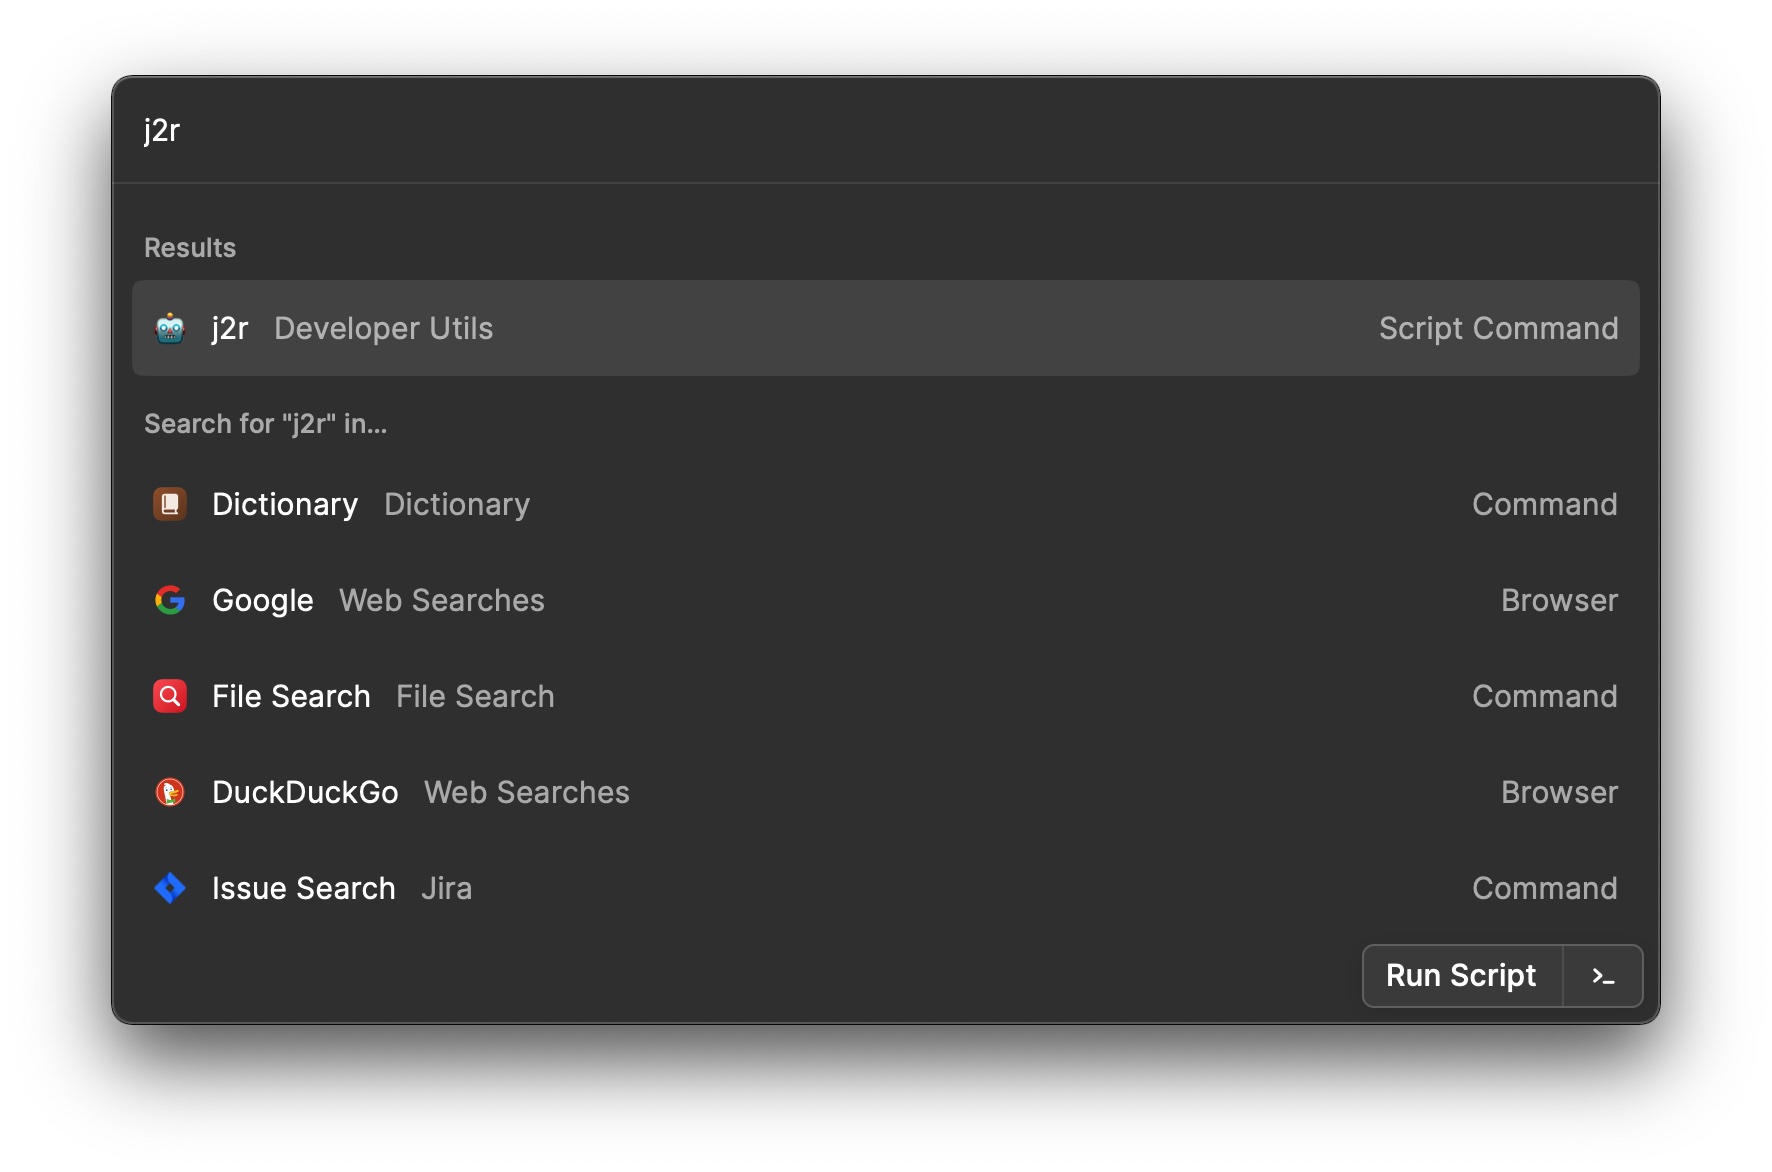 j2r
Results
j2r Developer Utils Script Command
Search for "j2r" in...
Dictionary Dictionary Command
Google Web Searches Browser
File Search File Search Command
DuckDuckGo Web Searches Browser
Issue Search Jira Command
Run Script >_